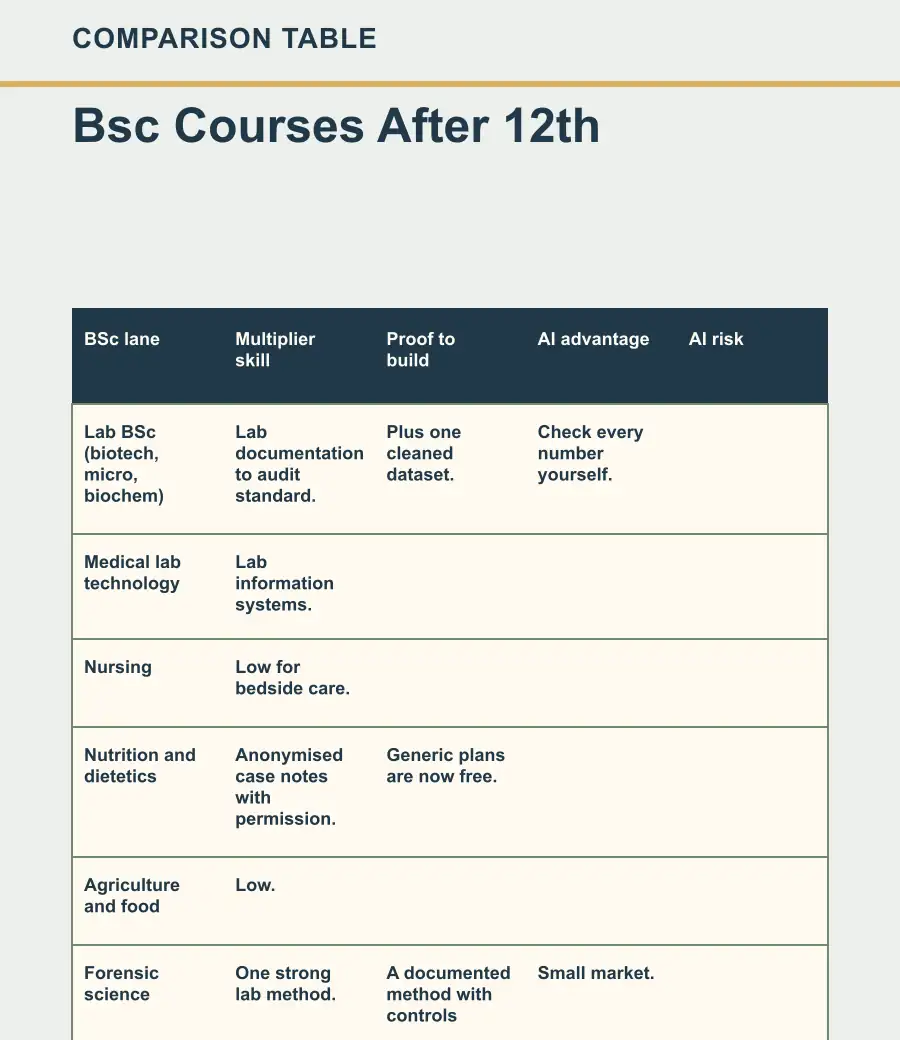 COMPARISON TABLE
Bsc Courses After 12th
BSc lane
Multiplier
skill
Proof to
build
AI advantage
AI risk
Lab BSc
(biotech,
micro,
biochem)
Lab
documentation
to audit
standard.
Plus one
cleaned
dataset.
Check every
number
yourself.
Medical lab
technology
Lab
information
systems.
Nursing
Low for
bedside care.
Nutrition and
dietetics
Anonymised
case notes
with
permission.
Generic plans
are now free.
Agriculture
and food
Low.
Forensic
science
One strong
lab method.
A documented
method with
controls
Small market.